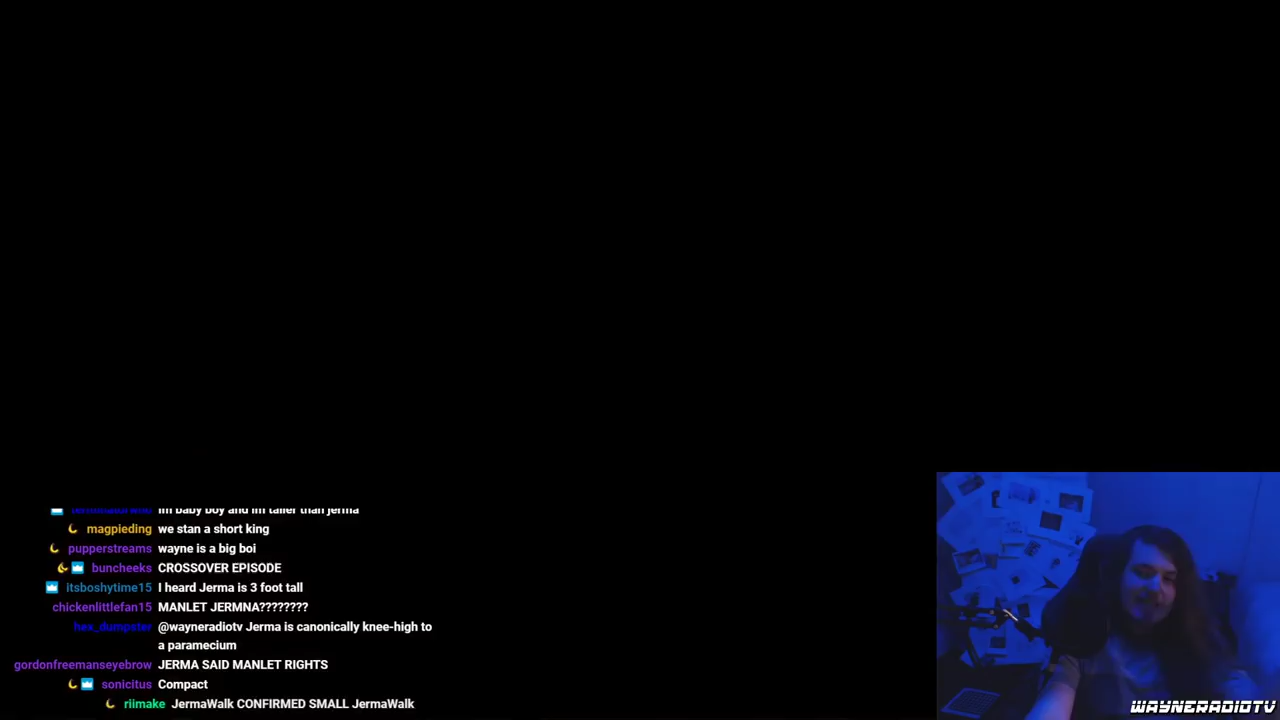 im baby boy and im taller than jerma
magpieding we stan a short king
pupperstreams wayne is a big boi
buncheeks CROSSOVER EPISODE
itsboshytime15 I heard Jerma is 3 foot tall
chickenlittlefan15 MANLET JERMNA????????
hex_dumpster @wayneradiotv Jerma is canonically knee-high to
a paramecium
gordonfreemanseyebrow JERMA SAID MANLET RIGHTS
sonicitus Compact
riimake JermaWalk CONFIRMED SMALL JermaWalk
WAYNERADIOTV